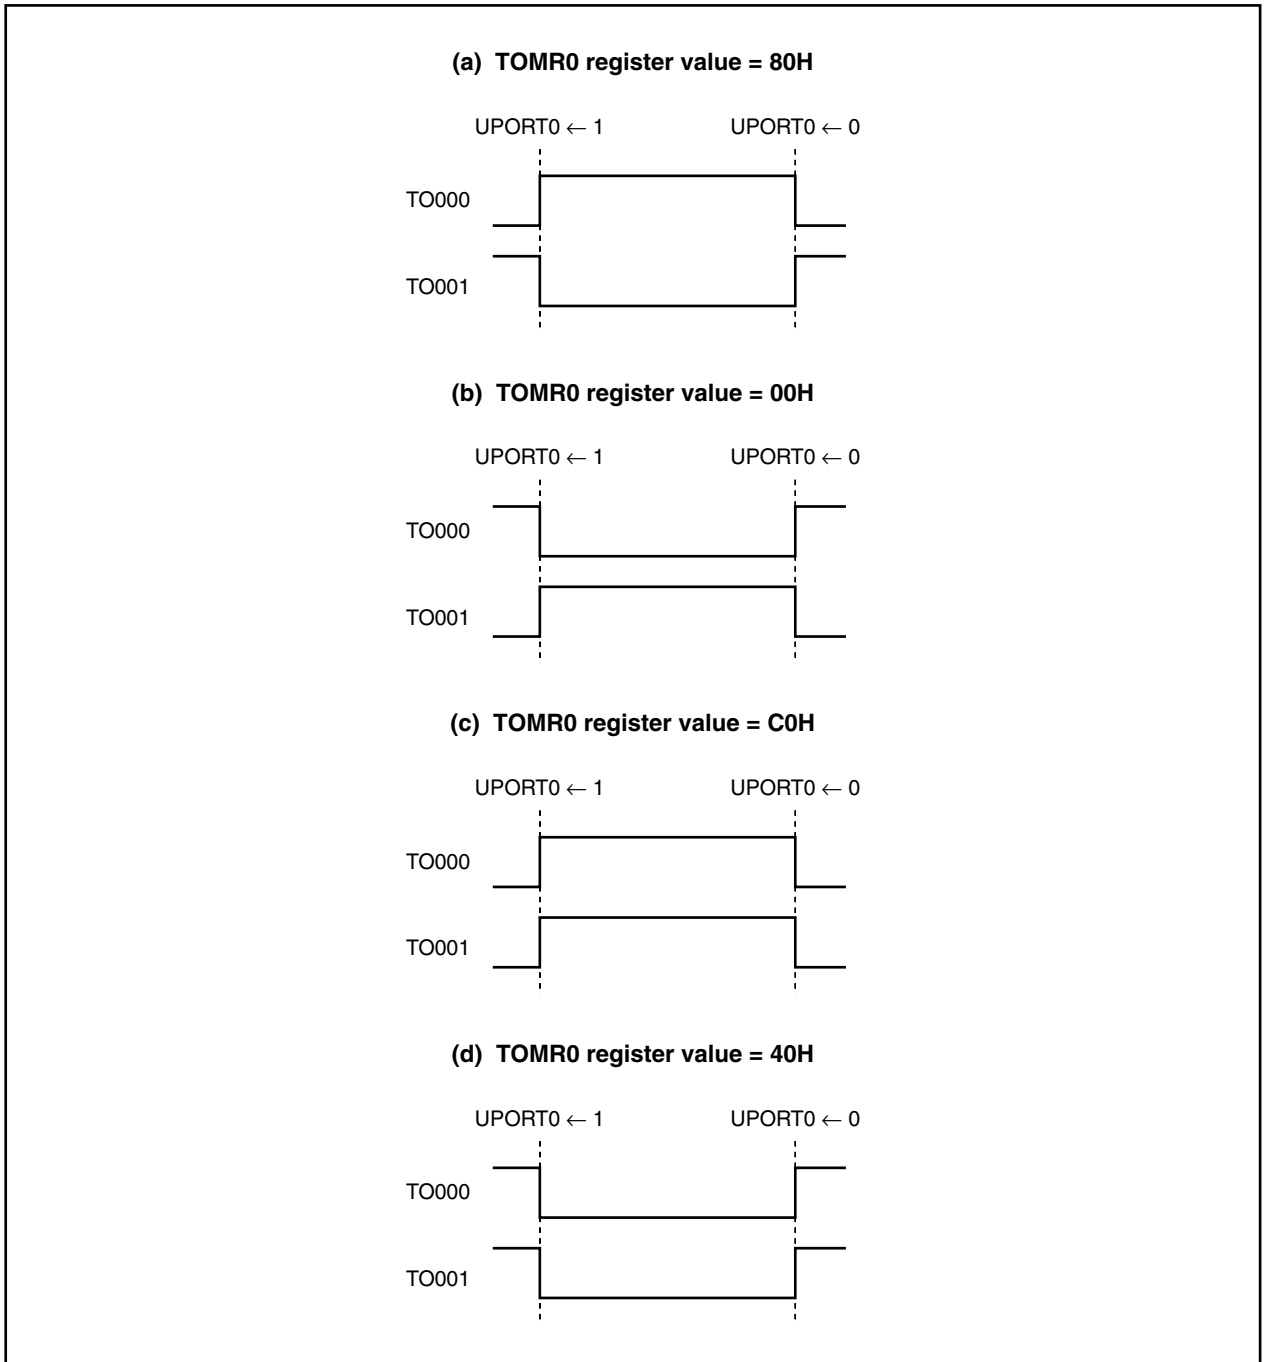 (a) TOMR0 register value = 80H
UPORT0 ← 1 UPORT0 ← 0
TO000
TO001
(b) TOMR0 register value = 00H
UPORT0 ← 1 UPORT0 ← 0
TO000
TO001
(c) TOMR0 register value = C0H
UPORT0 ← 1 UPORT0 ← 0
TO000
TO001
(d) TOMR0 register value = 40H
UPORT0 ← 1 UPORT0 ← 0
TO000
TO001